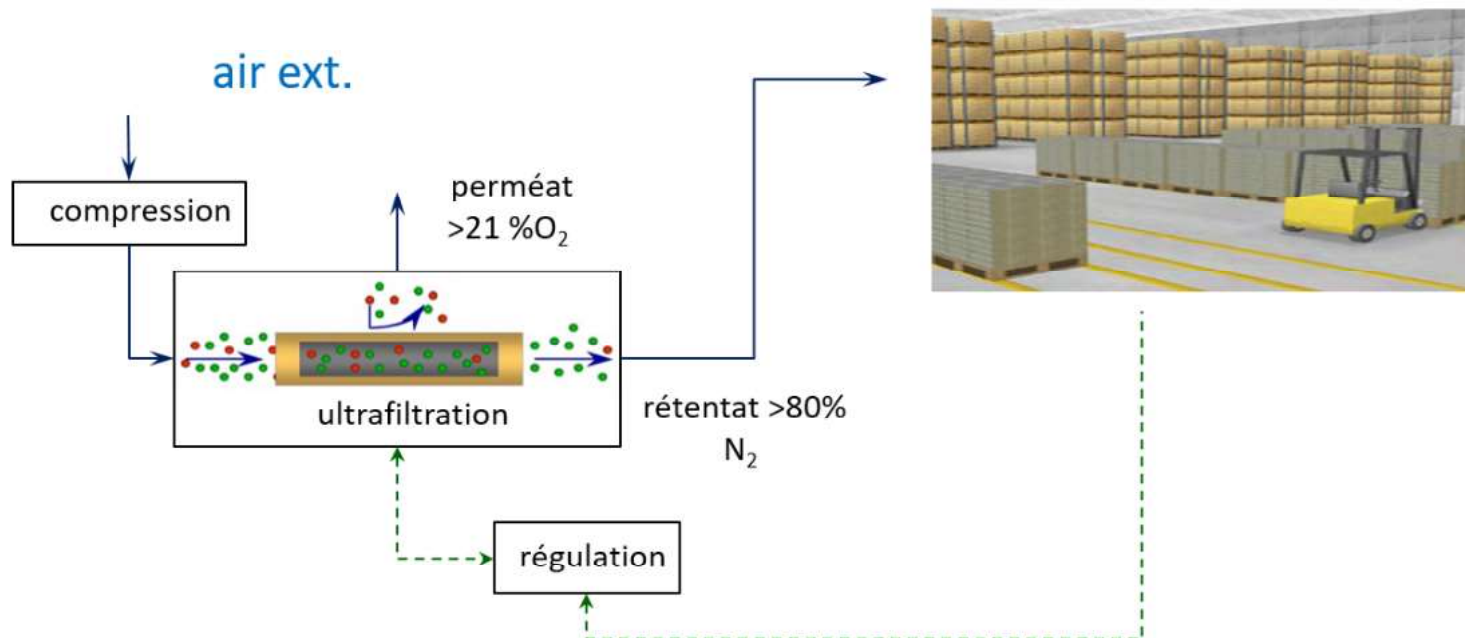 air ext.
compression
perméat
>21 %O₂
ultrafiltration
rétentat >80%
N₂
régulation